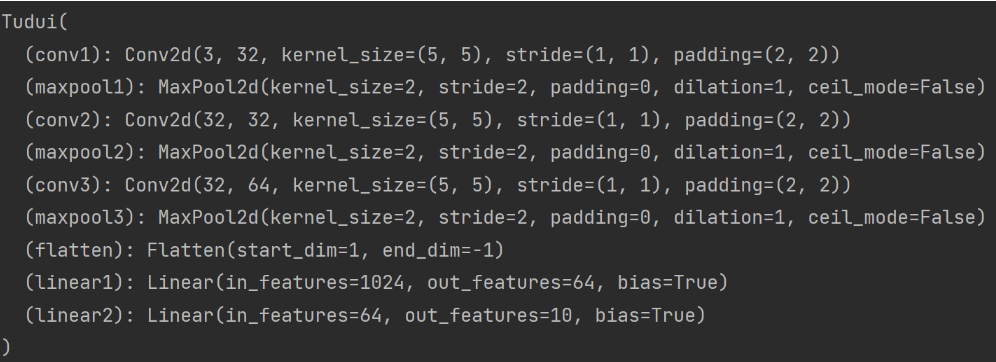 Tudui(
  (conv1): Conv2d(3, 32, kernel_size=(5, 5), stride=(1, 1), padding=(2, 2))
  (maxpool1): MaxPool2d(kernel_size=2, stride=2, padding=0, dilation=1, ceil_mode=False)
  (conv2): Conv2d(32, 32, kernel_size=(5, 5), stride=(1, 1), padding=(2, 2))
  (maxpool2): MaxPool2d(kernel_size=2, stride=2, padding=0, dilation=1, ceil_mode=False)
  (conv3): Conv2d(32, 64, kernel_size=(5, 5), stride=(1, 1), padding=(2, 2))
  (maxpool3): MaxPool2d(kernel_size=2, stride=2, padding=0, dilation=1, ceil_mode=False)
  (flatten): Flatten(start_dim=1, end_dim=-1)
  (linear1): Linear(in_features=1024, out_features=64, bias=True)
  (linear2): Linear(in_features=64, out_features=10, bias=True)
)